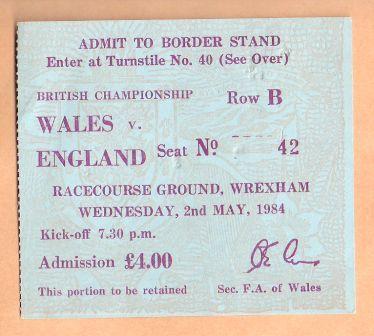 ADMIT TO BORDER STAND
Enter at Turnstile No. 40 (See Over)
BRITISH CHAMPIONSHIP Row B
WALES v.
ENGLAND Seat No 42
RACECOURSE GROUND, WREXHAM
WEDNESDAY, 2nd MAY, 1984
Kick-off 7.30 p.m.
Admission £4.00
This portion to be retained Sec. F.A. of Wales